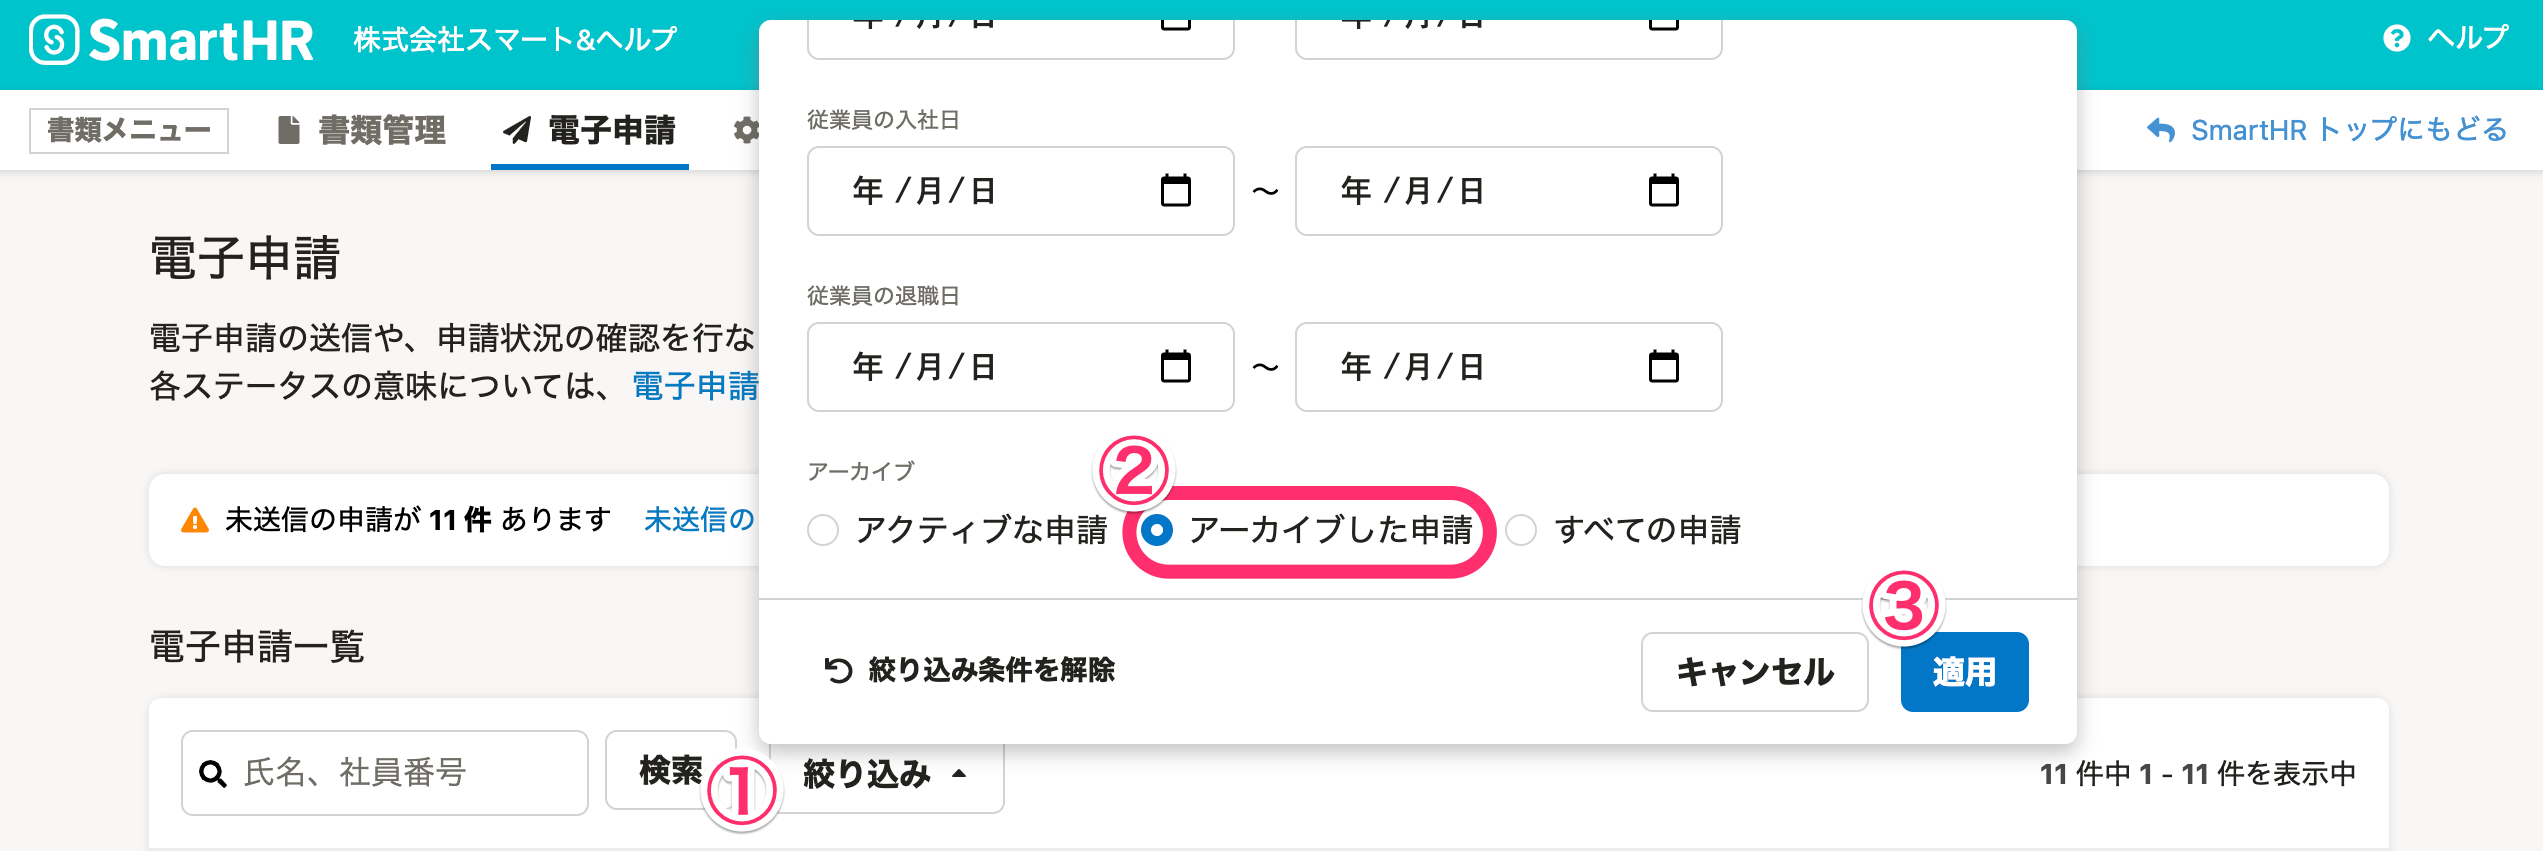 SmartHR 株式会社スマート&ヘルプ
ヘルプ
書類メニュー 書類管理 電子申請
SmartHR トップにもどる
電子申請
電子申請の送信や、申請状況の確認を行な
各ステータスの意味については、電子申請
未送信の申請が 11 件 あります 未送信の
電子申請一覧
氏名、社員番号 検索 ① 絞り込み
11 件中 1 - 11 件を表示中
年 /月/日 年 /月/日
従業員の入社日
年 /月/日 ～ 年 /月/日
従業員の退職日
年 /月/日 ～ 年 /月/日
アーカイブ
②
アクティブな申請 アーカイブした申請 すべての申請
③
絞り込み条件を解除 キャンセル 適用